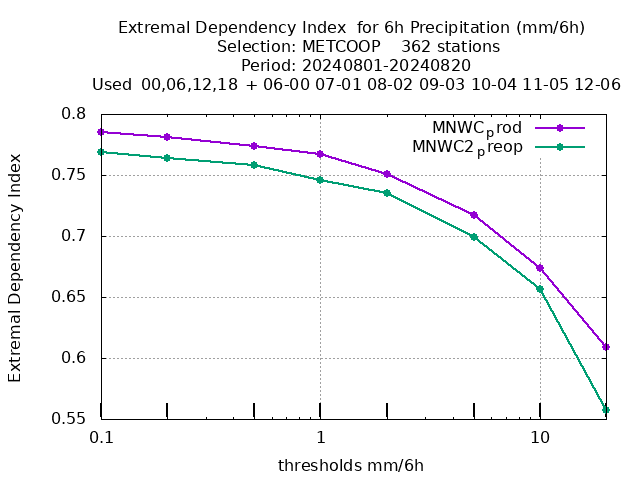 Extremal Dependency Index  for 6h Precipitation (mm/6h)
Selection: METCOOP    362 stations
Period: 20240801-20240820
Used  00,06,12,18  + 06-00 07-01 08-02 09-03 10-04 11-05 12-06
MNWCprod
MNWC2preop
Extremal Dependency Index
0.8
0.75
0.7
0.65
0.6
0.55
0.1
1
10
thresholds mm/6h